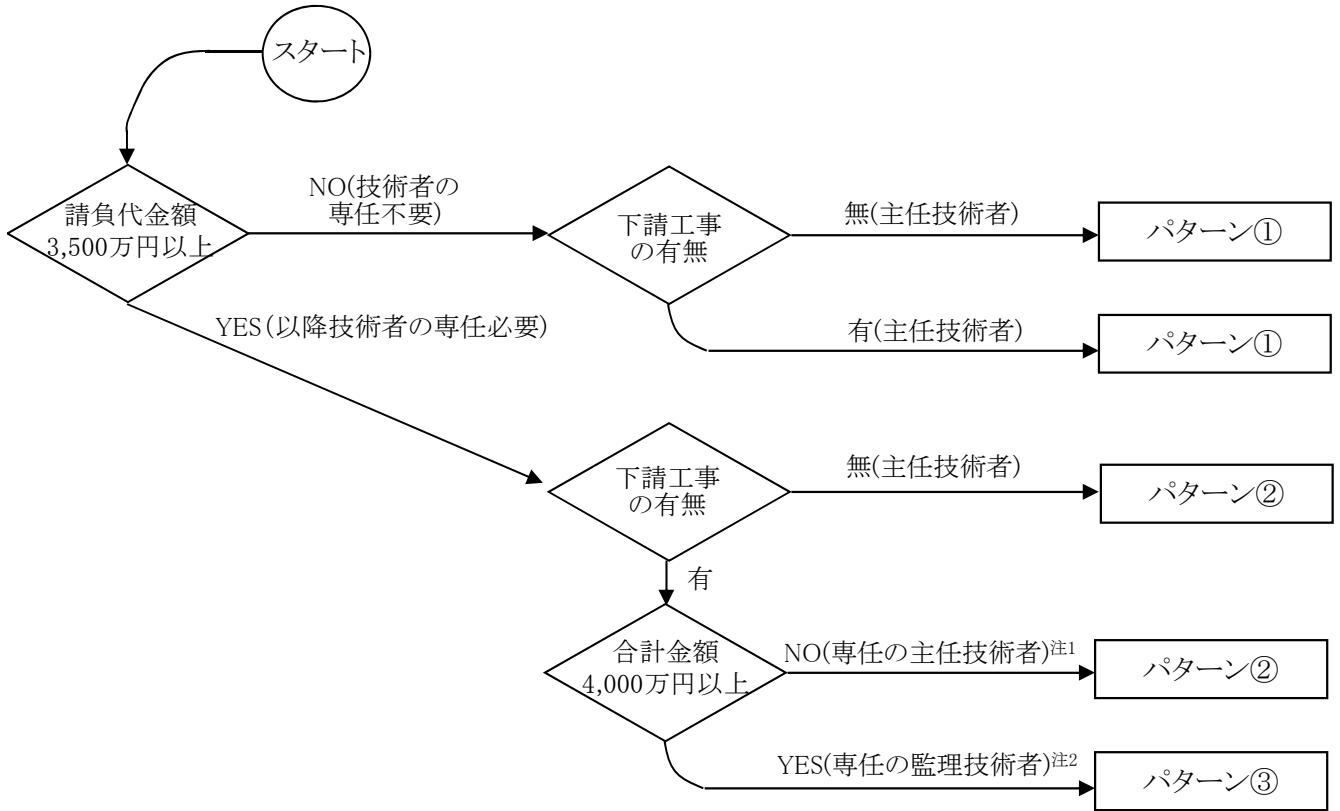 スタート
請負代金額
3,500万円以上
NO(技術者の
専任不要)
下請工事
の有無
無(主任技術者)
パターン①
有(主任技術者)
パターン①
YES(以降技術者の専任必要)
下請工事
の有無
無(主任技術者)
パターン②
有
合計金額
4,000万円以上
NO(専任の主任技術者)注1
パターン②
YES(専任の監理技術者)注2
パターン③